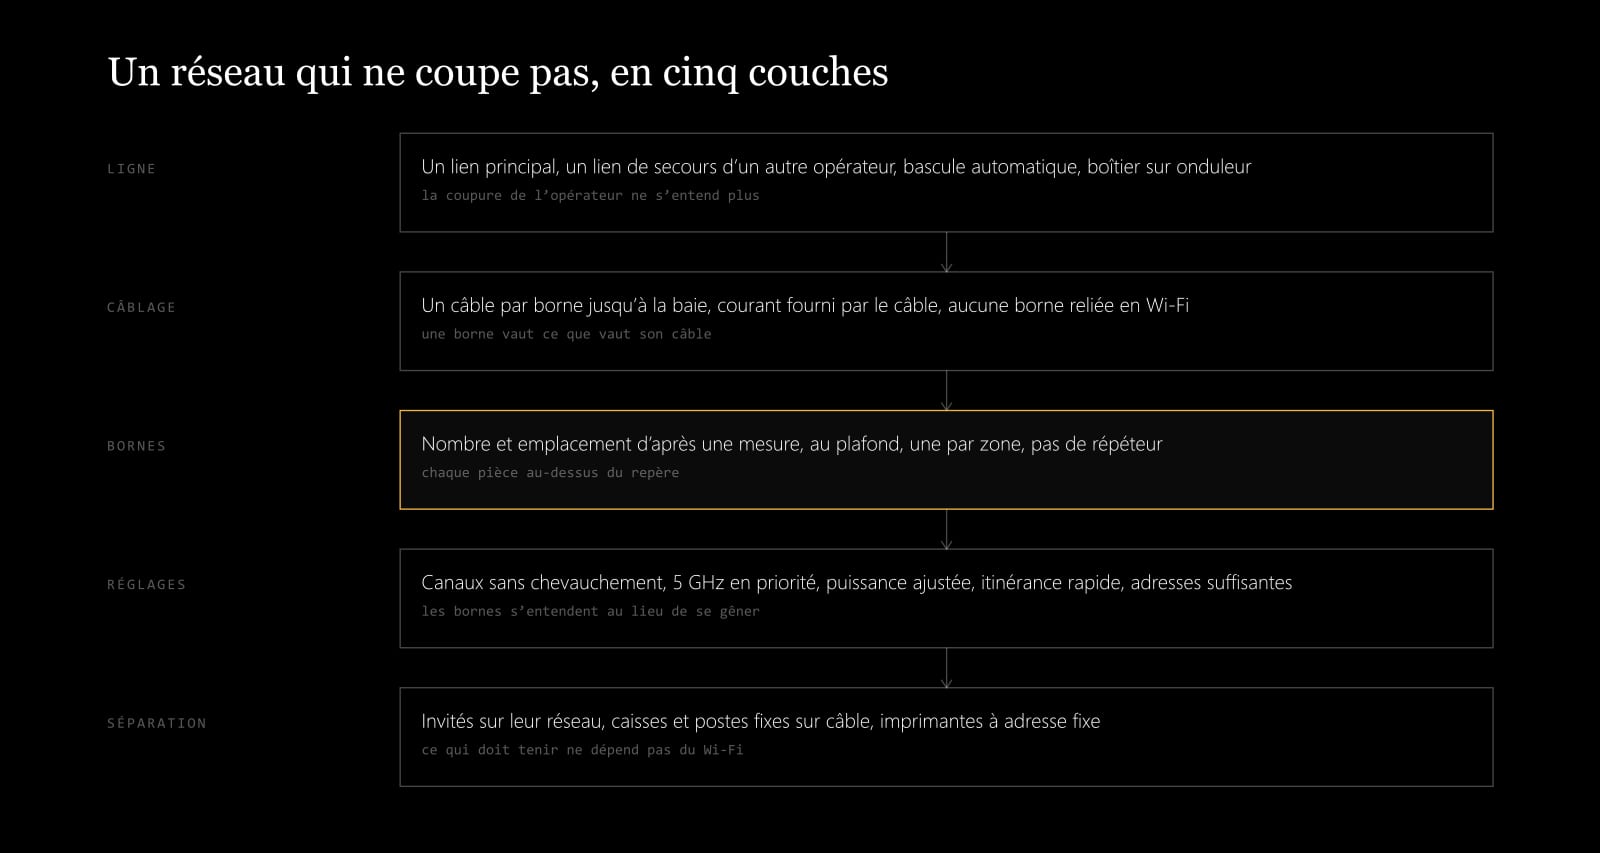 Un réseau qui ne coupe pas, en cinq couches
LIGNE
Un lien principal, un lien de secours d’un autre opérateur, bascule automatique, boîtier sur onduleur
la coupure de l’opérateur ne s’entend plus
CÂBLAGE
Un câble par borne jusqu’à la baie, courant fourni par le câble, aucune borne reliée en Wi-Fi
une borne vaut ce que vaut son câble
BORNES
Nombre et emplacement d’après une mesure, au plafond, une par zone, pas de répéteur
chaque pièce au-dessus du repère
RÉGLAGES
Canaux sans chevauchement, 5 GHz en priorité, puissance ajustée, itinérance rapide, adresses suffisantes
les bornes s’entendent au lieu de se gêner
SÉPARATION
Invités sur leur réseau, caisses et postes fixes sur câble, imprimantes à adresse fixe
ce qui doit tenir ne dépend pas du Wi-Fi